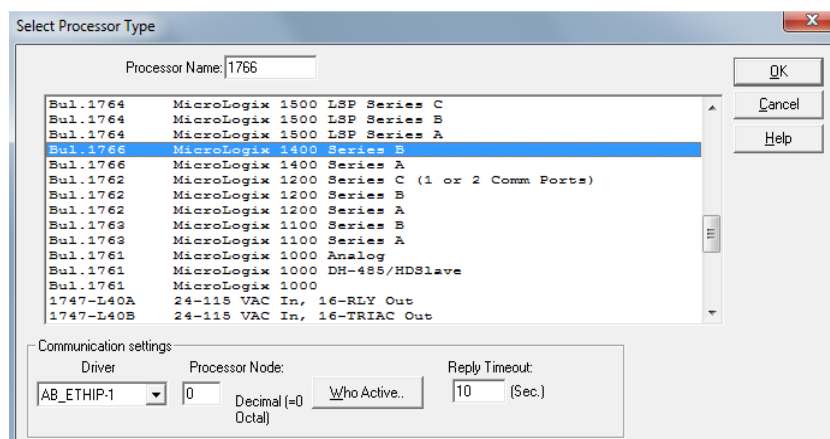 Select Processor Type
Processor Name: 1766
OK
Bul.1764 MicroLogix 1500 LSP Series C
Cancel
Bul.1764 MicroLogix 1500 LSP Series B
Bul.1764 MicroLogix 1500 LSP Series A
Help
Bul.1766 MicroLogix 1400 Series B
Bul.1766 MicroLogix 1400 Series A
Bul.1762 MicroLogix 1200 Series C (1 or 2 Comm Ports)
Bul.1762 MicroLogix 1200 Series B
Bul.1762 MicroLogix 1200 Series A
Bul.1763 MicroLogix 1100 Series B
Bul.1763 MicroLogix 1100 Series A
Bul.1761 MicroLogix 1000 Analog
Bul.1761 MicroLogix 1000 DH-485/HDSlave
Bul.1761 MicroLogix 1000
1747-L40A 24-115 VAC In, 16-RLY Out
1747-L40B 24-115 VAC In, 16-TRIAC Out
Communication settings
Driver Processor Node: Reply Timeout:
AB_ETHIP-1 0 Decimal (=0 Octal) Who Active.. 10 (Sec.)